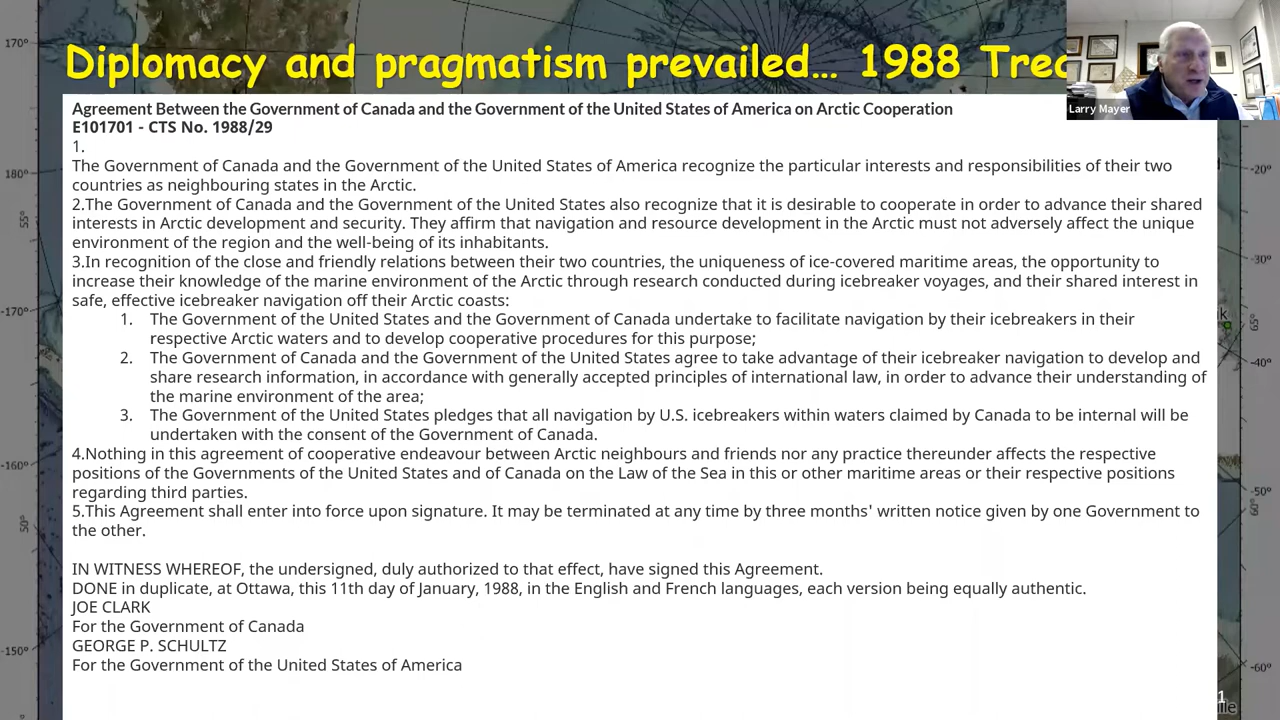 Diplomacy and pragmatism prevailed... 1988 Trea
Larry Mayer
Agreement Between the Government of Canada and the Government of the United States of America on Arctic Cooperation
E101701 - CTS No. 1988/29
1.
The Government of Canada and the Government of the United States of America recognize the particular interests and responsibilities of their two
countries as neighbouring states in the Arctic.
2.The Government of Canada and the Government of the United States also recognize that it is desirable to cooperate in order to advance their shared
interests in Arctic development and security. They affirm that navigation and resource development in the Arctic must not adversely affect the unique
environment of the region and the well-being of its inhabitants.
3.In recognition of the close and friendly relations between their two countries, the uniqueness of ice-covered maritime areas, the opportunity to
increase their knowledge of the marine environment of the Arctic through research conducted during icebreaker voyages, and their shared interest in
safe, effective icebreaker navigation off their Arctic coasts:
1. The Government of the United States and the Government of Canada undertake to facilitate navigation by their icebreakers in their
respective Arctic waters and to develop cooperative procedures for this purpose;
2. The Government of Canada and the Government of the United States agree to take advantage of their icebreaker navigation to develop and
share research information, in accordance with generally accepted principles of international law, in order to advance their understanding of
the marine environment of the area;
3. The Government of the United States pledges that all navigation by U.S. icebreakers within waters claimed by Canada to be internal will be
undertaken with the consent of the Government of Canada.
4.Nothing in this agreement of cooperative endeavour between Arctic neighbours and friends nor any practice thereunder affects the respective
positions of the Governments of the United States and of Canada on the Law of the Sea in this or other maritime areas or their respective positions
regarding third parties.
5.This Agreement shall enter into force upon signature. It may be terminated at any time by three months' written notice given by one Government to
the other.
IN WITNESS WHEREOF, the undersigned, duly authorized to that effect, have signed this Agreement.
DONE in duplicate, at Ottawa, this 11th day of January, 1988, in the English and French languages, each version being equally authentic.
JOE CLARK
For the Government of Canada
GEORGE P. SCHULTZ
For the Government of the United States of America
170°
180°
55°
-170°
-160°
50°
-150°
-20°
-30°
65°
-40°
-50°
60°
-60°